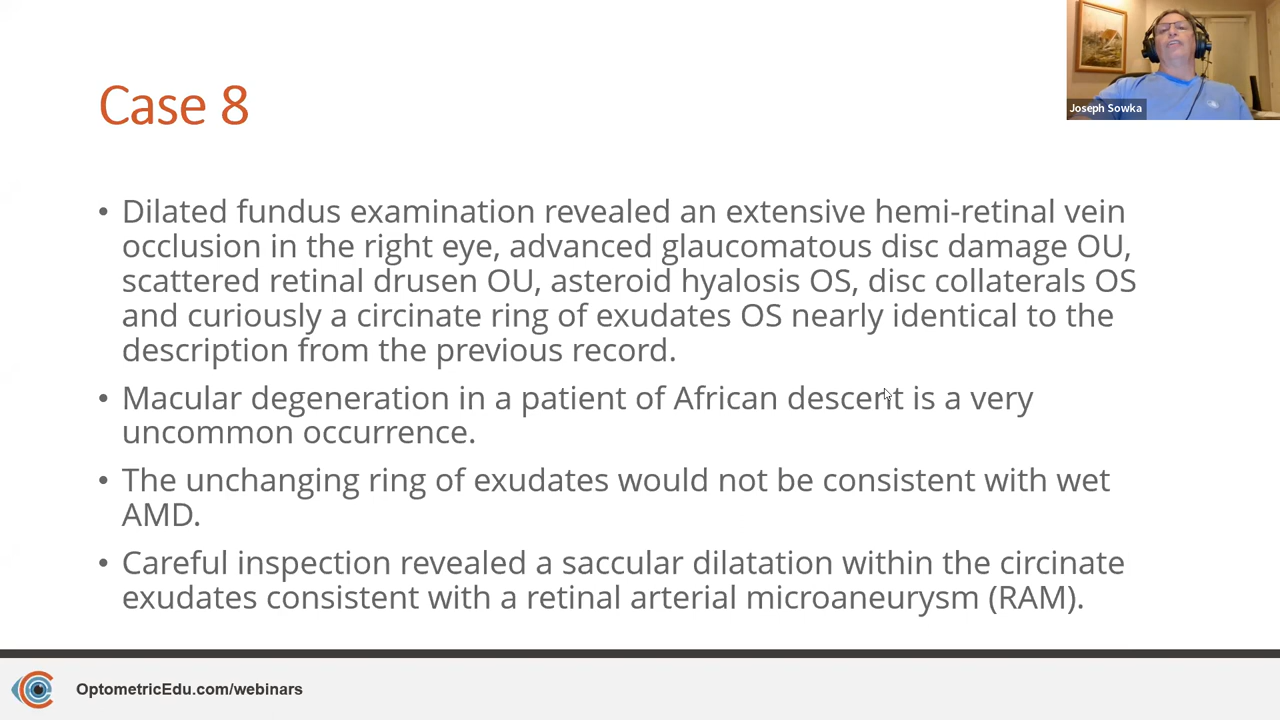 Case 8
Joseph Sowka
• Dilated fundus examination revealed an extensive hemi-retinal vein
occlusion in the right eye, advanced glaucomatous disc damage OU,
scattered retinal drusen OU, asteroid hyalosis OS, disc collaterals OS
and curiously a circinate ring of exudates OS nearly identical to the
description from the previous record.
• Macular degeneration in a patient of African descent is a very
uncommon occurrence.
• The unchanging ring of exudates would not be consistent with wet
AMD.
• Careful inspection revealed a saccular dilatation within the circinate
exudates consistent with a retinal arterial microaneurysm (RAM).
OptometricEdu.com/webinars